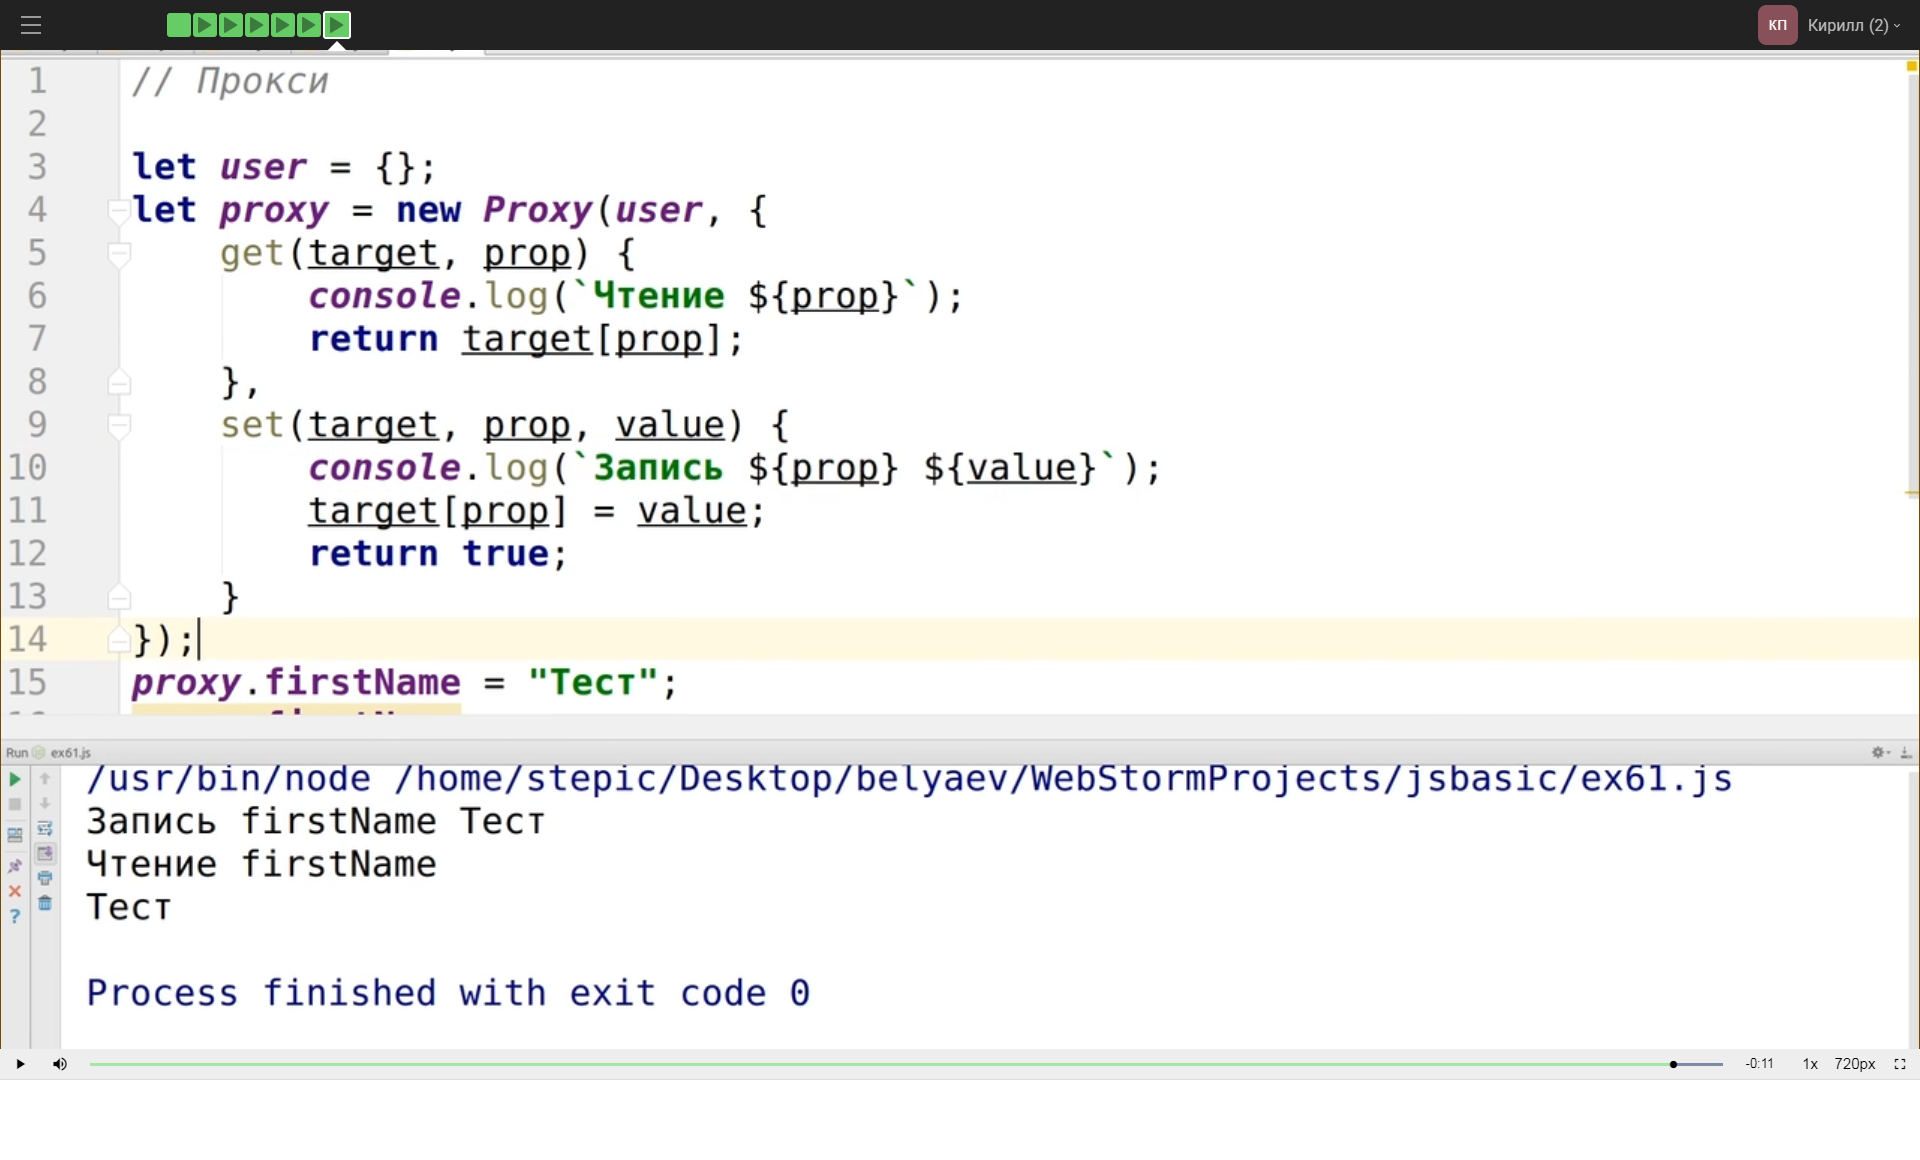 КП Кирилл (2)
1 // Прокси
2
3 let user = {};
4 let proxy = new Proxy(user, {
5 get(target, prop) {
6 console.log(`Чтение ${prop}`);
7 return target[prop];
8 },
9 set(target, prop, value) {
10 console.log(`Запись ${prop} ${value}`);
11 target[prop] = value;
12 return true;
13 }
14 });
15 proxy.firstName = "Тест";
Run ex61.js
/usr/bin/node /home/stepic/Desktop/belyaev/WebStormProjects/jsbasic/ex61.js
Запись firstName Тест
Чтение firstName
Тест
Process finished with exit code 0
-0:11 1x 720px